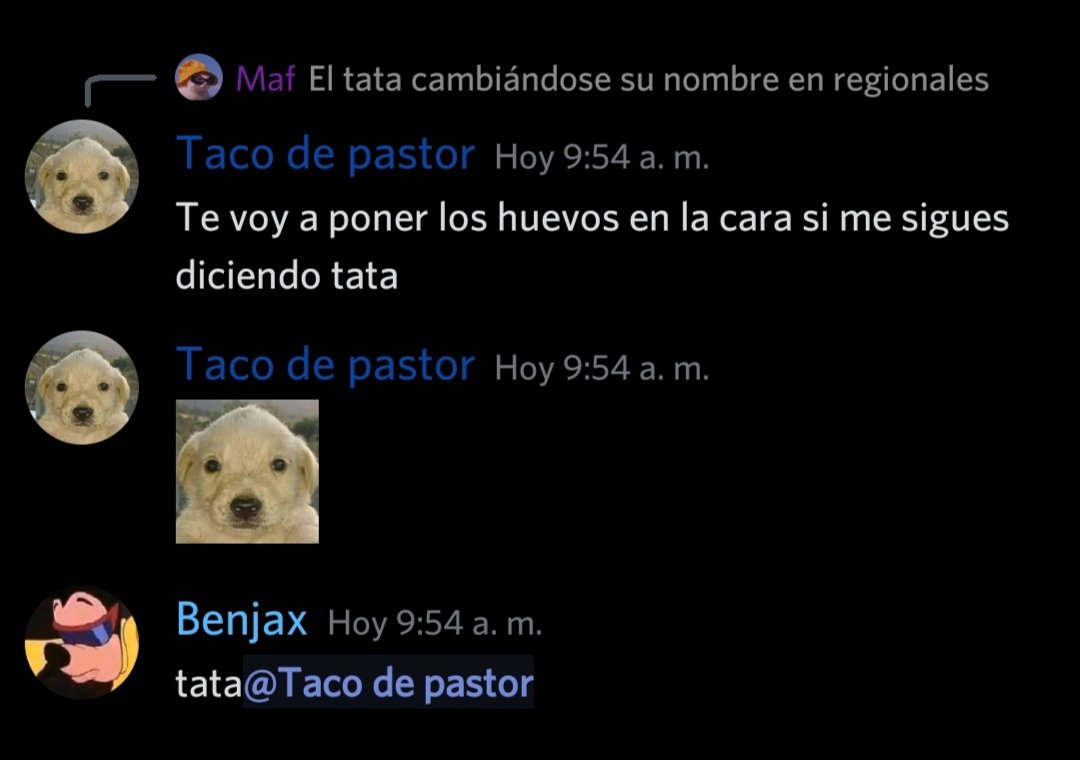 Maf El tata cambiándose su nombre en regionales
Taco de pastor Hoy 9:54 a. m.
Te voy a poner los huevos en la cara si me sigues
diciendo tata
Taco de pastor Hoy 9:54 a. m.
Benjax Hoy 9:54 a. m.
tata@Taco de pastor